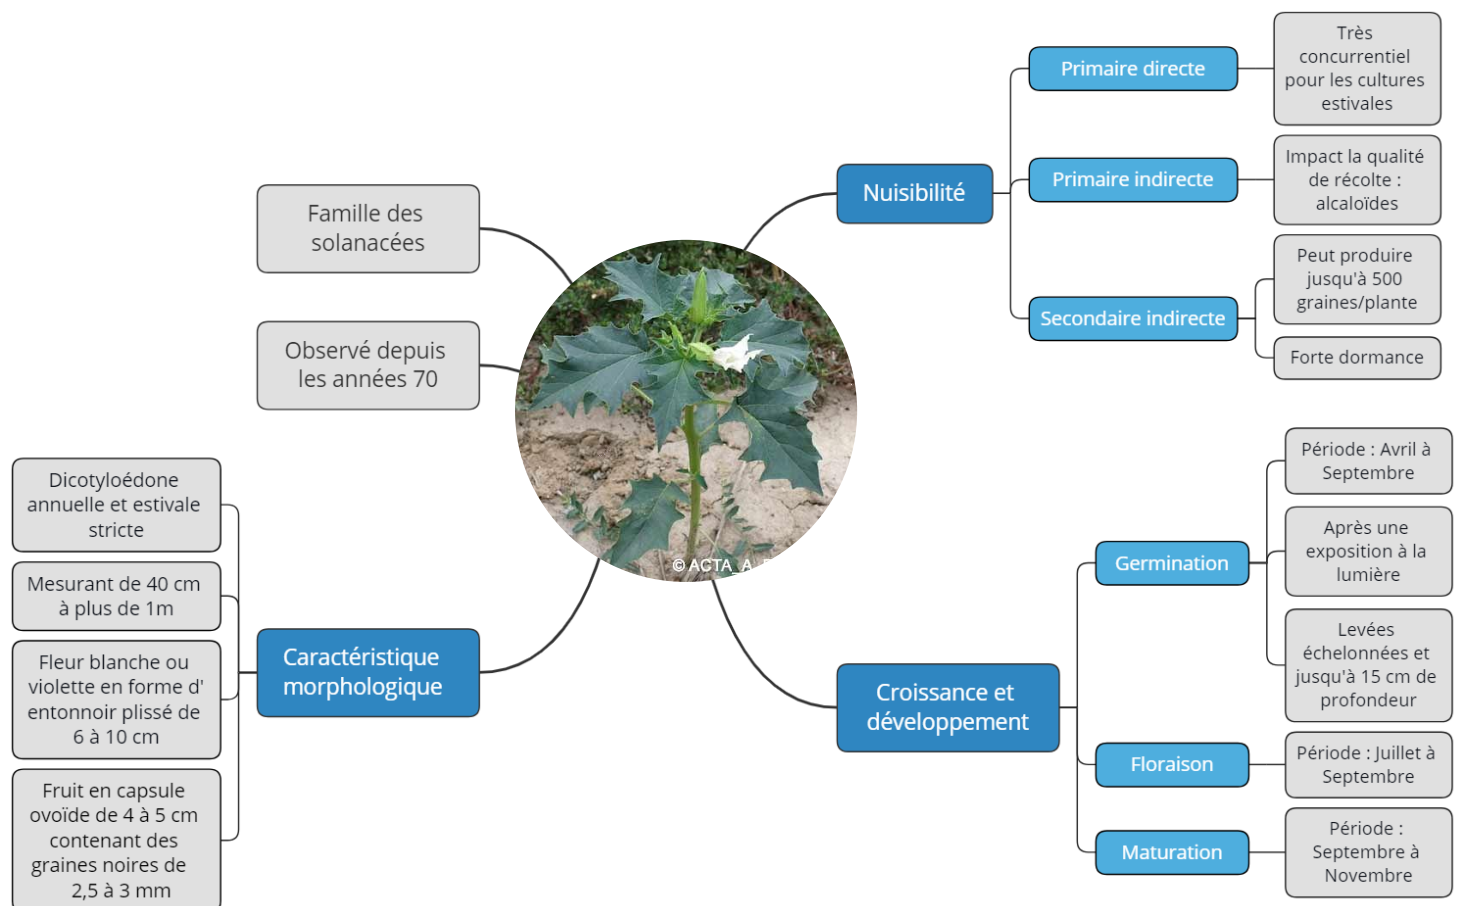 Famille des
solanacées
Observé depuis
les années 70
Dicotyloédone
annuelle et estivale
stricte
Mesurant de 40 cm
à plus de 1m
Fleur blanche ou
violette en forme d'
entonnoir plissé de
6 à 10 cm
Fruit en capsule
ovoïde de 4 à 5 cm
contenant des
graines noires de
2,5 à 3 mm
Caractéristique
morphologique
© ACTA_A
Nuisibilité
Primaire directe
Très
concurrentiel
pour les cultures
estivales
Primaire indirecte
Impact la qualité
de récolte :
alcaloïdes
Secondaire indirecte
Peut produire
jusqu'à 500
graines/plante
Forte dormance
Croissance et
développement
Germination
Période : Avril à
Septembre
Après une
exposition à la
lumière
Levées
échelonnées et
jusqu'à 15 cm de
profondeur
Floraison
Période : Juillet à
Septembre
Maturation
Période :
Septembre à
Novembre